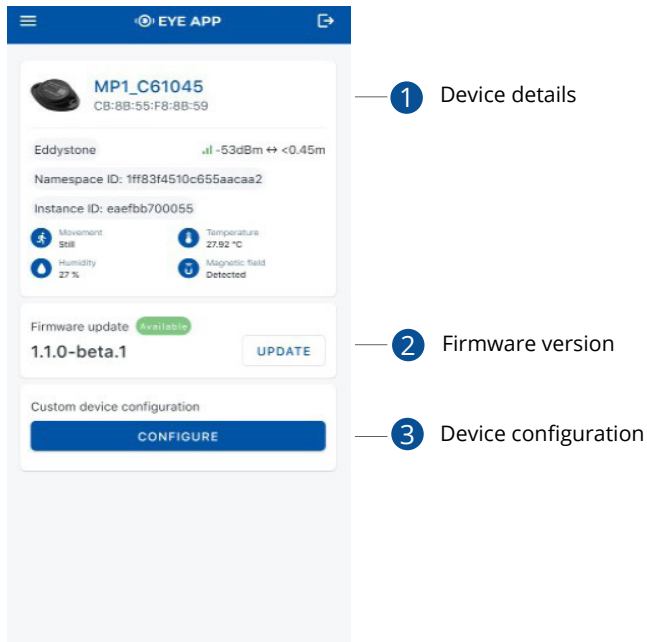 EYE APP
MP1_C61045
CB:8B:55:F8:8B:59
1 Device details
Eddystone -53dBm ↔ <0.45m
Namespace ID: 1ff83f4510c655aacaa2
Instance ID: eaefbb700055
Movement Temperature
Still 27.92 °C
Humidity Magnetic field
27 % Detected
Firmware update Available
1.1.0-beta.1 UPDATE
2 Firmware version
Custom device configuration
CONFIGURE
3 Device configuration